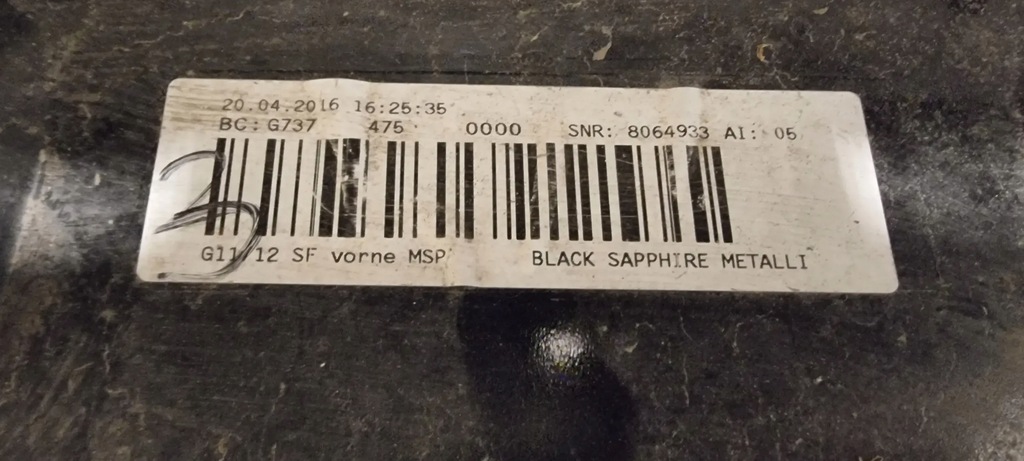 20.04.2016 16:25:35
BC: G737 475 0000 SNR: 8064933 AI: 05
G11/12 SF vorne MSP BLACK SAPPHIRE METALLI
3